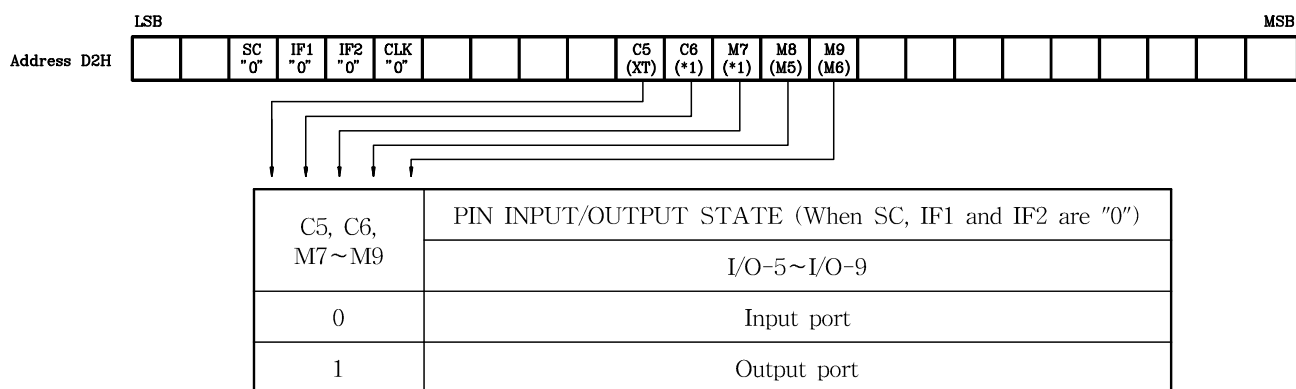 LSB MSB
Address D2H SC IF1 IF2 CLK C5 C6 M7 M8 M9
"0" "0" "0" "0" (XT) (*1) (*1) (M5) (M6)
C5, C6,
M7~M9
PIN INPUT/OUTPUT STATE (When SC, IF1 and IF2 are "0")
I/O-5~I/O-9
0 Input port
1 Output port